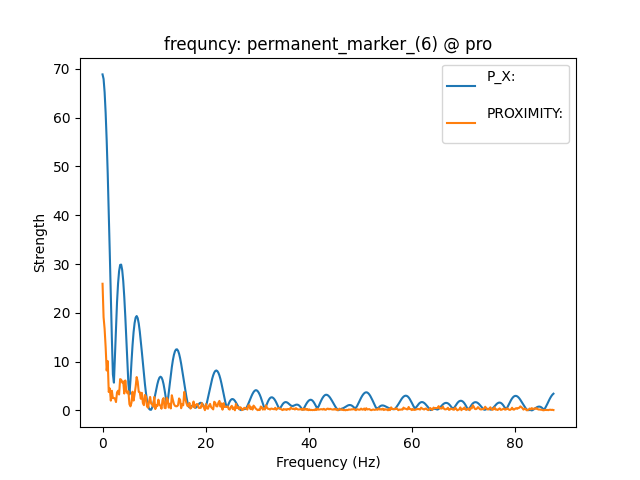 frequncy: permanent_marker_(6) @ pro
P_X:
PROXIMITY:
Strength
70
60
50
40
30
20
10
0
0 20 40 60 80
Frequency (Hz)